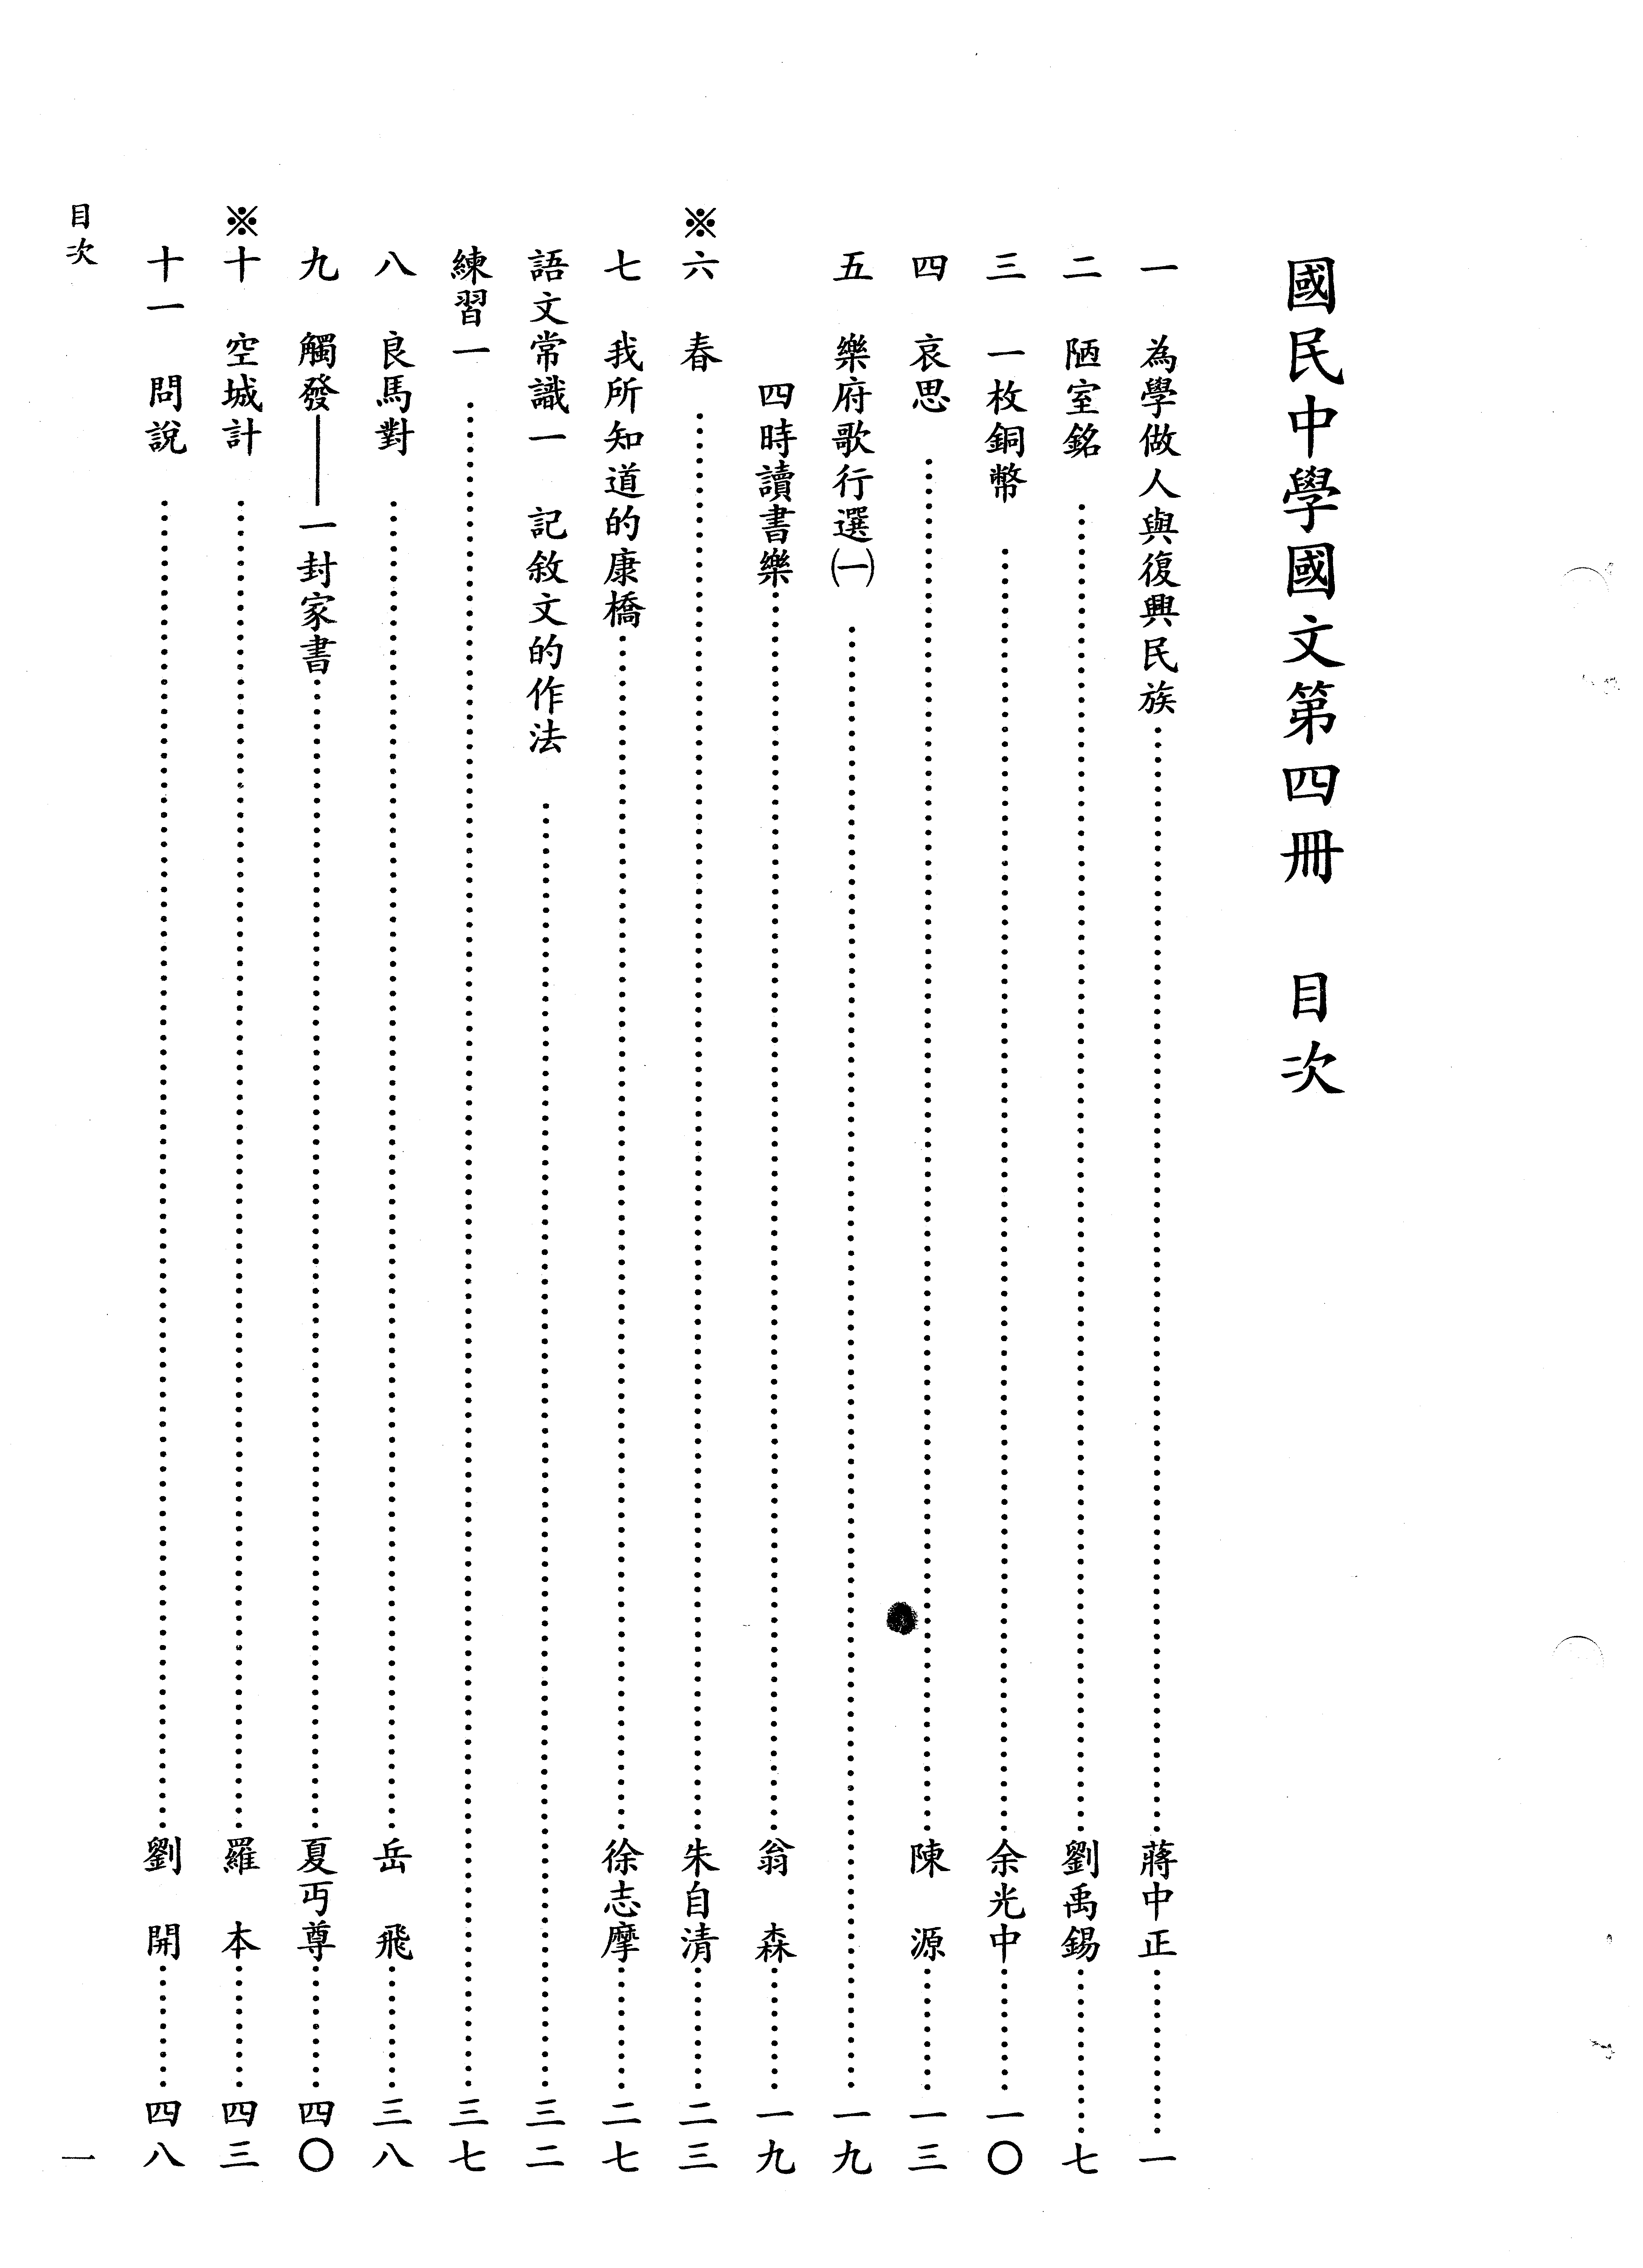 國民中學國文第四冊　目次
一　為學做人與復興民族……蔣中正……一
二　陋室銘……劉禹錫……七
三　一枚銅幣……余光中……一〇
四　哀思……陳　源……一三
五　樂府歌行選㈠……一九
四時讀書樂……翁　森……一九
※六　春……朱自清……二三
七　我所知道的康橋……徐志摩……二七
語文常識一　記敘文的作法……三二
練習一……三七
八　良馬對……岳　飛……三八
九　觸發——一封家書……夏丏尊……四〇
※十　空城計……羅　本……四三
十一　問說……劉　開……四八
目次
一